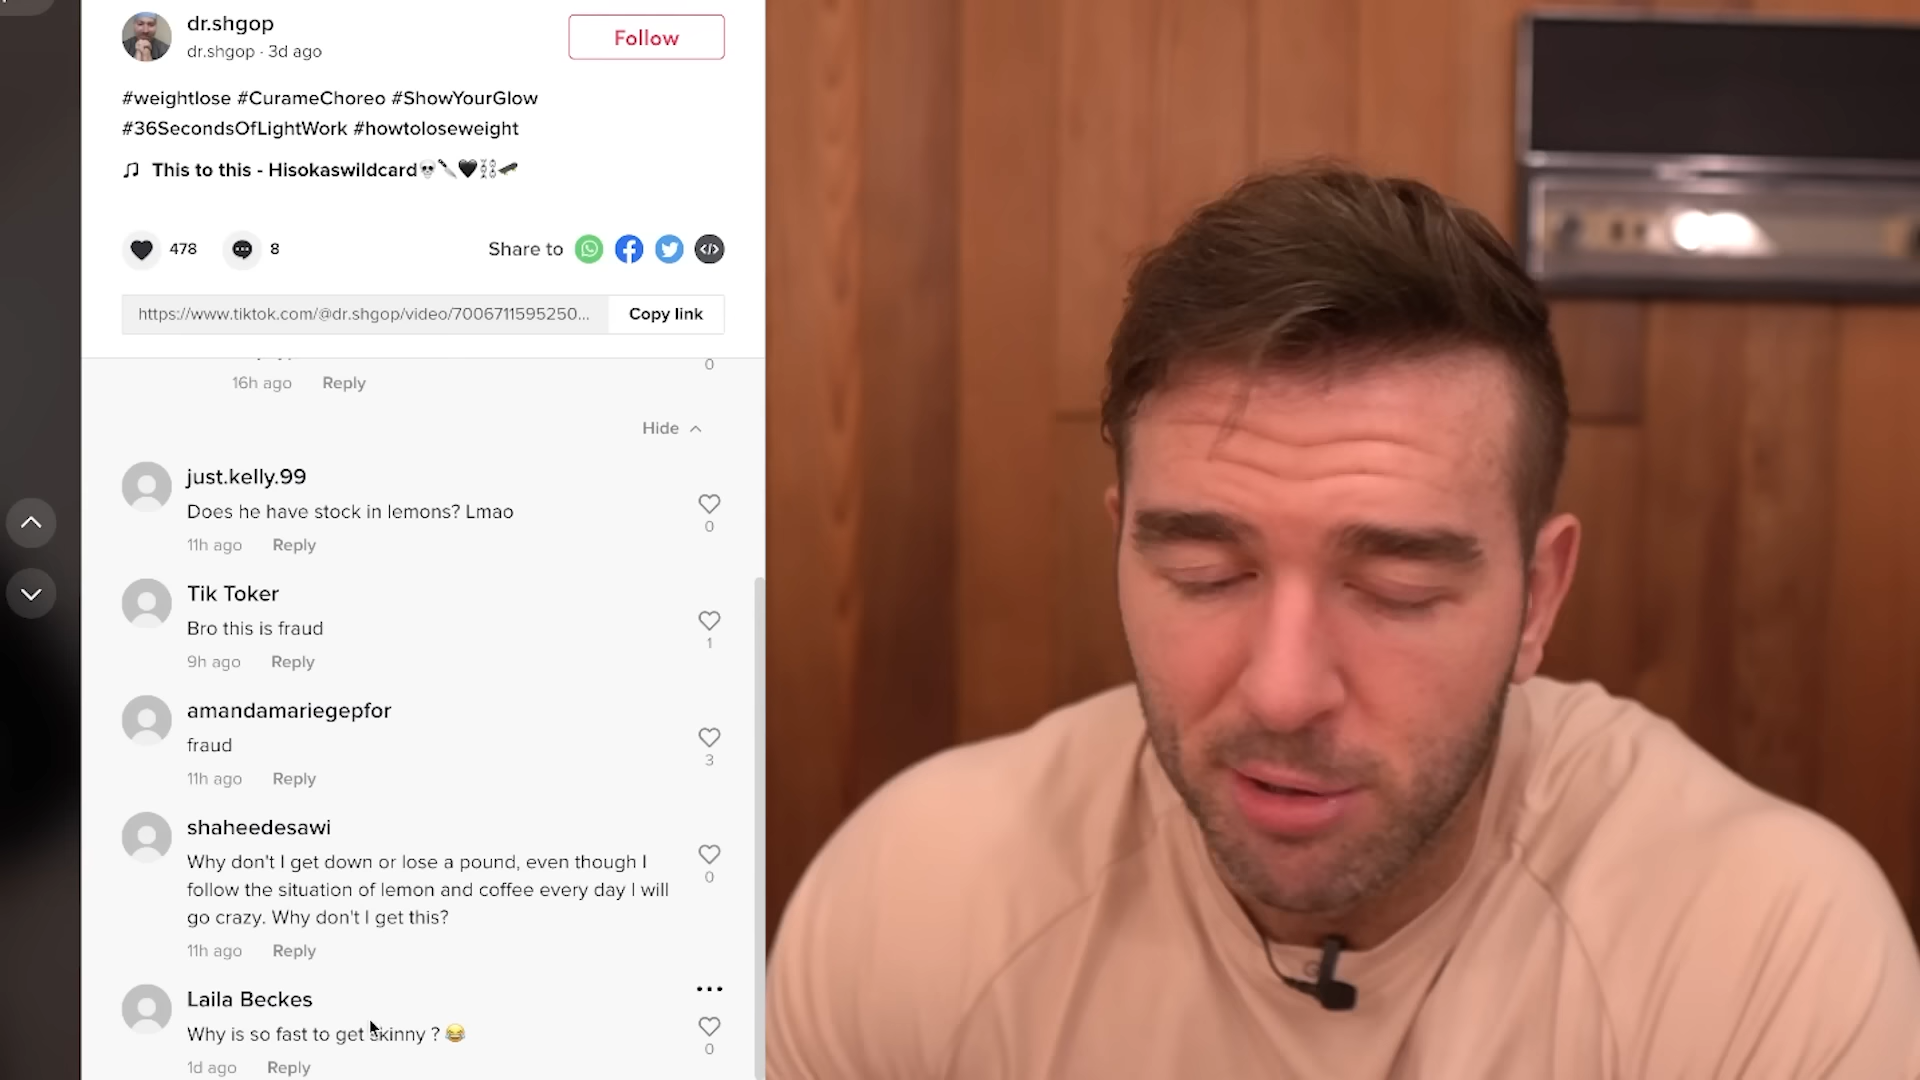 dr.shgop
dr.shgop · 3d ago
Follow
#weightlose #CurameChoreo #ShowYourGlow
#36SecondsOfLightWork #howtoloseweight
This to this - Hisokaswildcard💀🔪🖤⛓🛹
478
8
Share to
https://www.tiktok.com/@dr.shgop/video/7006711595250...
Copy link
0
16h ago Reply
Hide
just.kelly.99
Does he have stock in lemons? Lmao
0
11h ago Reply
Tik Toker
Bro this is fraud
1
9h ago Reply
amandamariegepfor
fraud
3
11h ago Reply
shaheedesawi
Why don't I get down or lose a pound, even though I
follow the situation of lemon and coffee every day I will
go crazy. Why don't I get this?
0
11h ago Reply
Laila Beckes
Why is so fast to get skinny ? 😂
0
1d ago Reply